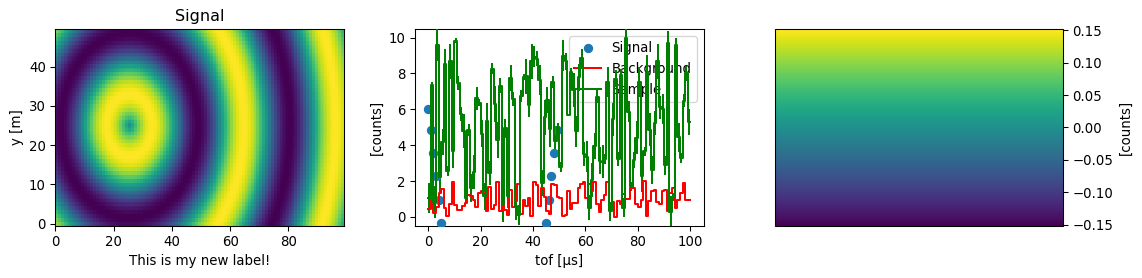 Signal
y [m]
40
30
20
10
0
0 20 40 60 80
This is my new label!
[counts]
10
8
6
4
2
0
Signal
Background
Sample
0 20 40 60 80 100
tof [µs]
0.15
0.10
0.05
0.00
−0.05
−0.10
−0.15
[counts]